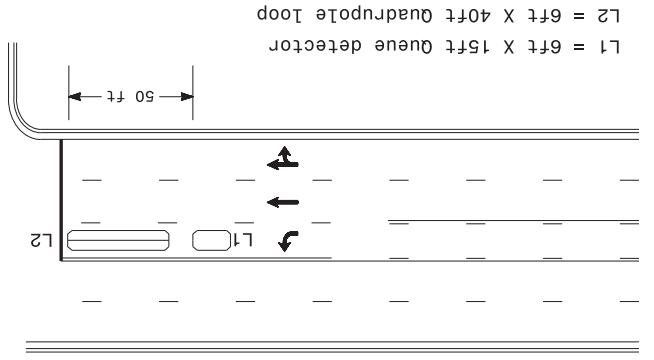 L1
L2
50 ft
L1 = 6ft X 15ft Queue detector
L2 = 6ft X 40ft Quadrupole loop